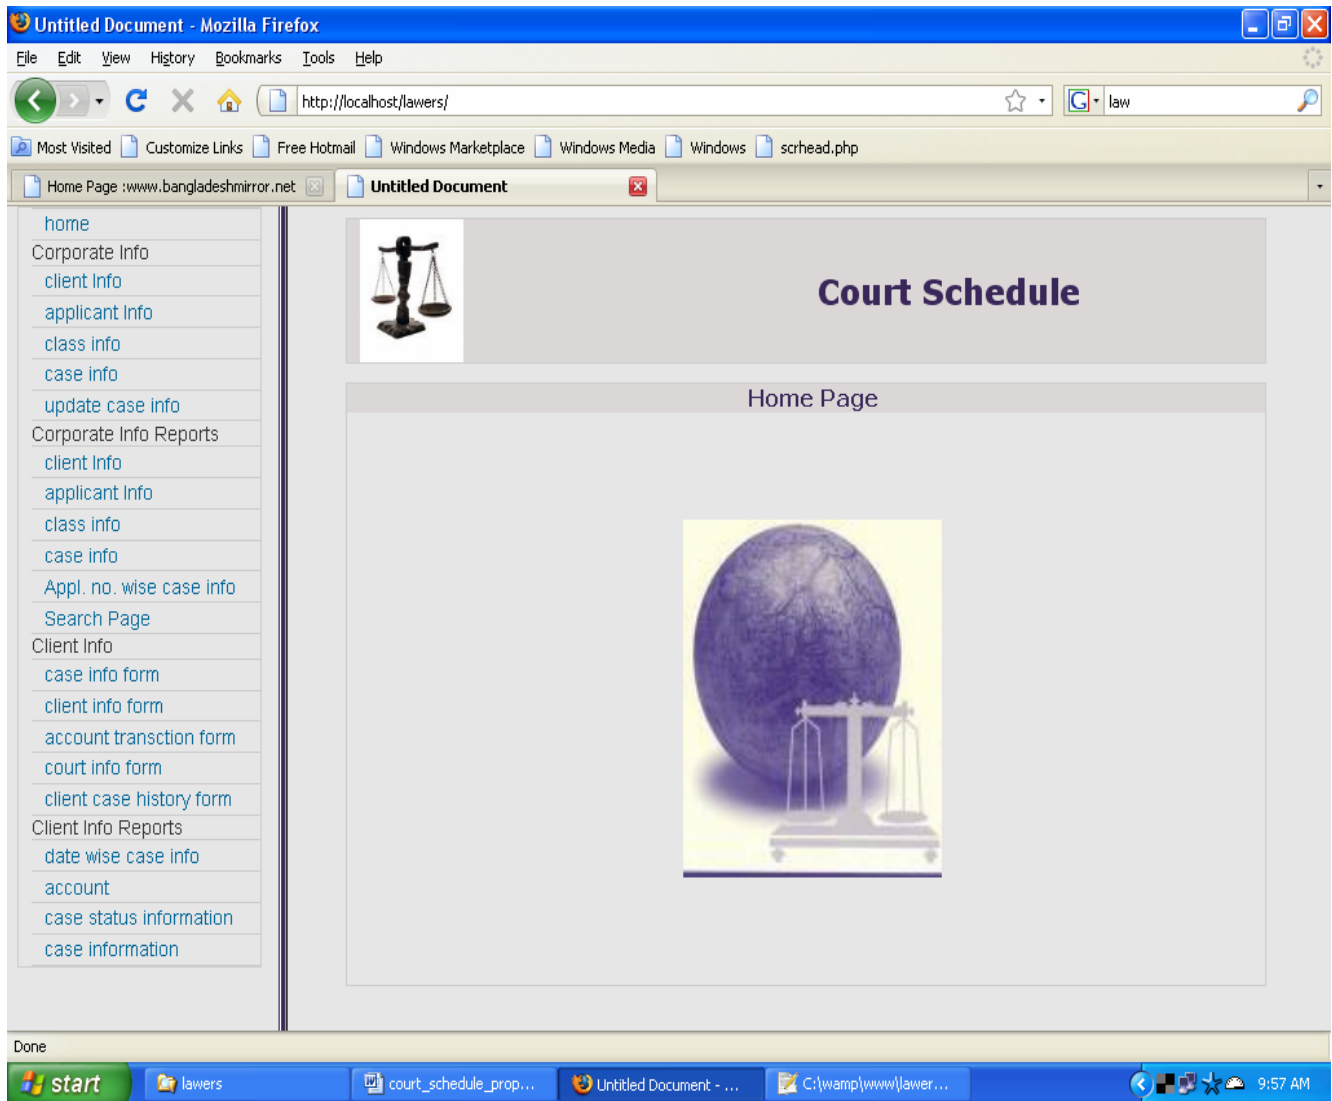 Untitled Document - Mozilla Firefox
File Edit View History Bookmarks Tools Help
http://localhost/lawers/
G law
Most Visited Customize Links Free Hotmail Windows Marketplace Windows Media Windows scrhead.php
Home Page :www.bangladeshmirror.net Untitled Document
home
Corporate Info
client Info
applicant Info
class info
case info
update case info
Corporate Info Reports
client Info
applicant Info
class info
case info
Appl. no. wise case info
Search Page
Client Info
case info form
client info form
account transction form
court info form
client case history form
Client Info Reports
date wise case info
account
case status information
case information
Court Schedule
Home Page
Done
start lawers court_schedule_prop... Untitled Document - ... C:\wamp\www\lawer... 9:57 AM